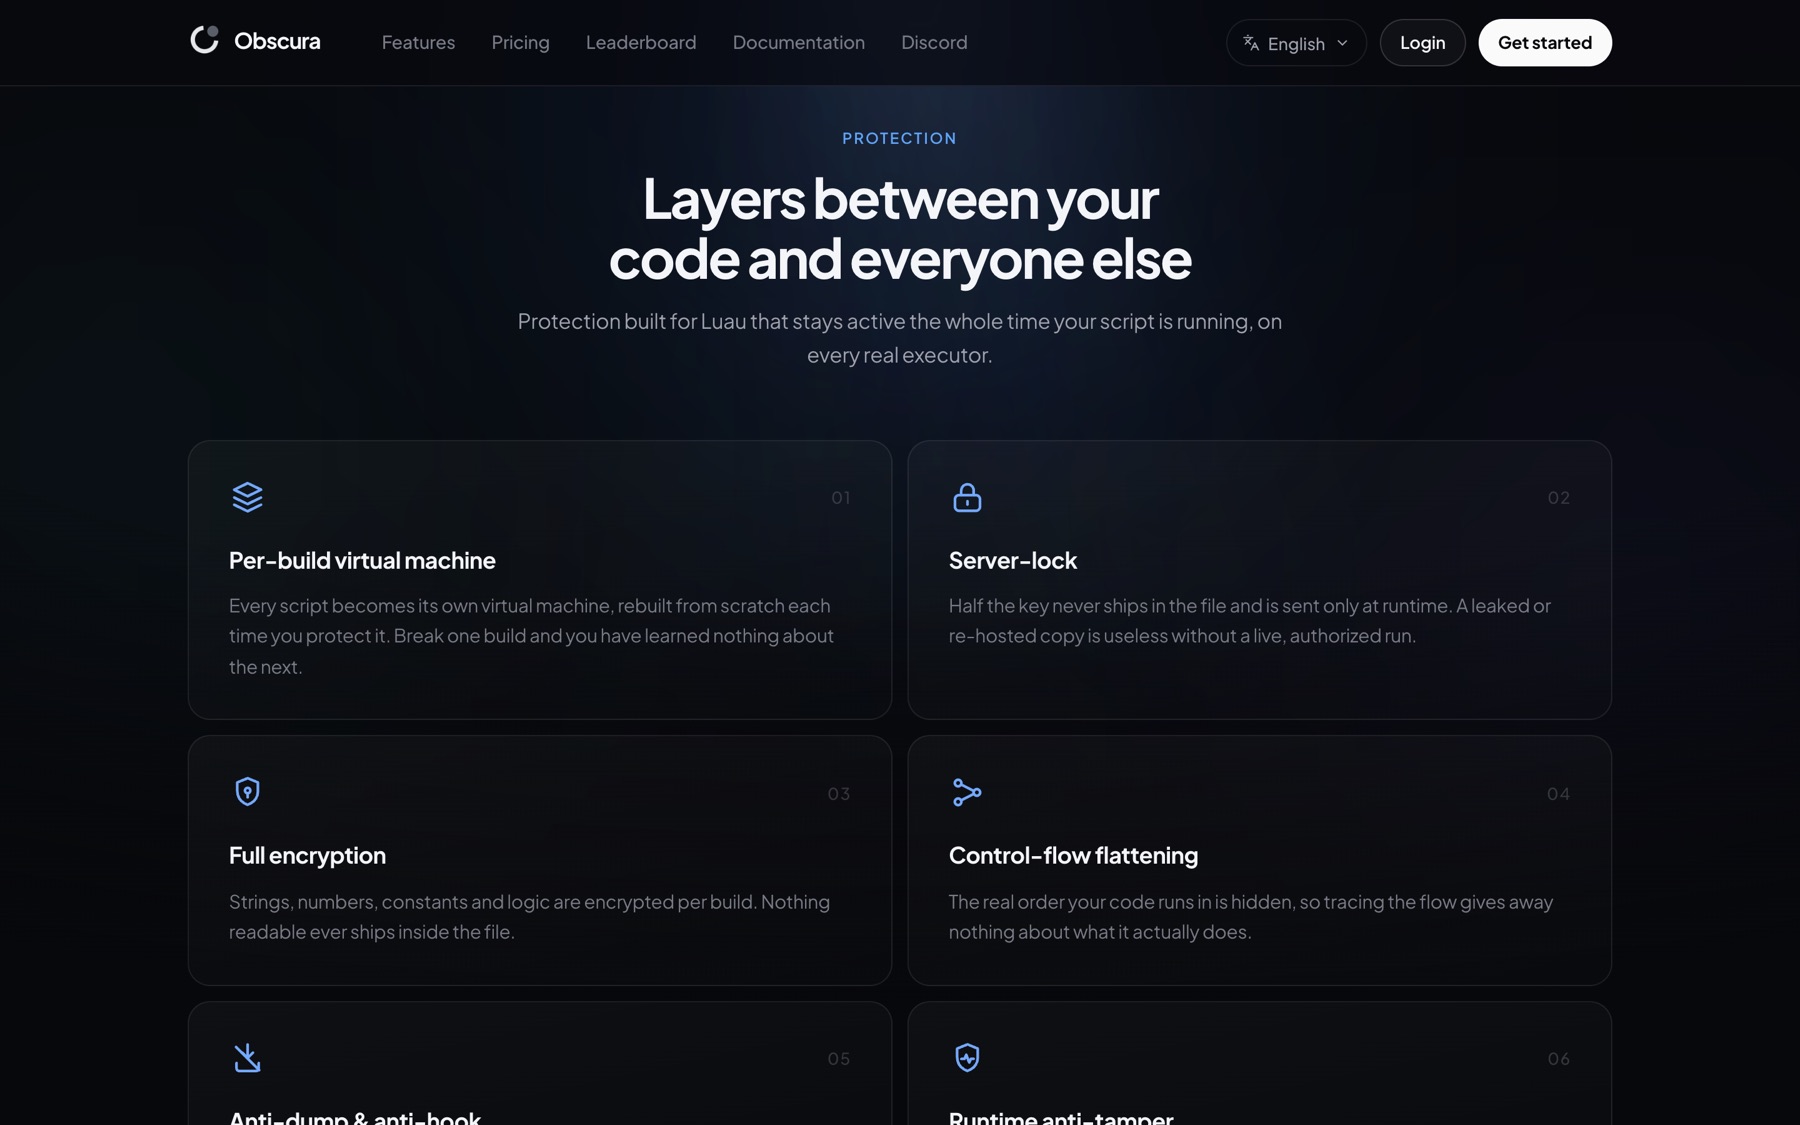 Obscura
Features
Pricing
Leaderboard
Documentation
Discord
English
Login
Get started
PROTECTION
Layers between your
code and everyone else
Protection built for Luau that stays active the whole time your script is running, on
every real executor.
01
Per-build virtual machine
Every script becomes its own virtual machine, rebuilt from scratch each
time you protect it. Break one build and you have learned nothing about
the next.
02
Server-lock
Half the key never ships in the file and is sent only at runtime. A leaked or
re-hosted copy is useless without a live, authorized run.
03
Full encryption
Strings, numbers, constants and logic are encrypted per build. Nothing
readable ever ships inside the file.
04
Control-flow flattening
The real order your code runs in is hidden, so tracing the flow gives away
nothing about what it actually does.
05
Anti-dump & anti-hook
06
Runtime anti-tamper